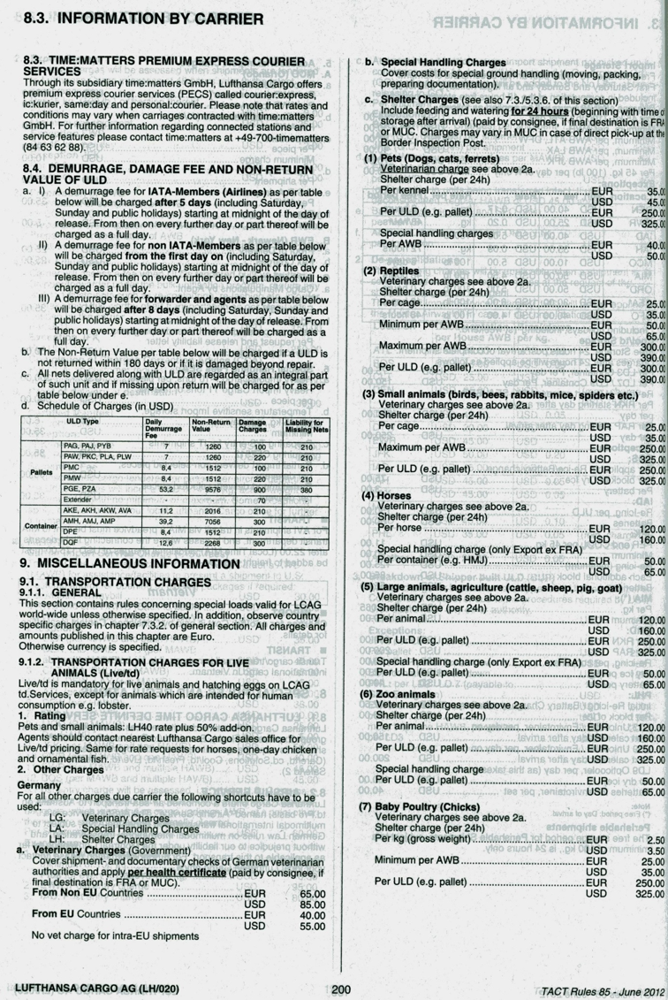 8.3. INFORMATION BY CARRIER
8.3. TIME:MATTERS PREMIUM EXPRESS COURIER
SERVICES
Through its subsidiary time:matters GmbH, Lufthansa Cargo offers
premium express courier services (PECS) called courier:express,
ic:kurier, same:day and personal:courier. Please note that rates and
conditions may vary when carriages contracted with time:matters
GmbH. For further information regarding connected stations and
service features please contact time:matters at +49-700-timematters
(84 63 62 88).
8.4. DEMURRAGE, DAMAGE FEE AND NON-RETURN
VALUE OF ULD
a. I) A demurrage fee for IATA-Members (Airlines) as per table
below will be charged after 5 days (including Saturday,
Sunday and public holidays) starting at midnight of the day of
release. From then on every further day or part thereof will be
charged as a full day.
II) A demurrage fee for non IATA-Members as per table below
will be charged from the first day on (including Saturday,
Sunday and public holidays) starting at midnight of the day of
release. From then on every further day or part thereof will be
charged as a full day.
III) A demurrage fee for forwarder and agents as per table below
will be charged after 8 days (including Saturday, Sunday and
public holidays) starting at midnight of the day of release. From
then on every further day or part thereof will be charged as a
full day.
b. The Non-Return Value per table below will be charged if a ULD is
not returned within 180 days or if it is damaged beyond repair.
c. All nets delivered along with ULD are regarded as an integral part
of such unit and if missing upon return will be charged for as per
table below under e.
d. Schedule of Charges (in USD)
ULD Type Daily Demurrage Fee Non-Return Value Damage Charges Liability for Missing Nets
Pallets
PAG, PAJ, PYB 7 1260 100 210
PAW, PKC, PLA, PLW 7 1260 220 210
PMC 8,4 1512 100 210
PMW 8,4 1512 220 210
PGE, PZA 53,2 9576 900 380
Extender - - 70 -
Container
AKE, AKH, AKW, AVA 11,2 2016 210 -
AMH, AMJ, AMP 39,2 7056 300 -
DPE 8,4 1512 210 -
DQF 12,6 2268 300 -
9. MISCELLANEOUS INFORMATION
9.1. TRANSPORTATION CHARGES
9.1.1. GENERAL
This section contains rules concerning special loads valid for LCAG
world-wide unless otherwise specified. In addition, observe country
specific charges in chapter 7.3.2. of general section. All charges and
amounts published in this chapter are Euro.
Otherwise currency is specified.
9.1.2. TRANSPORTATION CHARGES FOR LIVE
ANIMALS (Live/td)
Live/td is mandatory for live animals and hatching eggs on LCAG
td.Services, except for animals which are intended for human
consumption e.g. lobster.
1. Rating
Pets and small animals: LH40 rate plus 50% add-on.
Agents should contact nearest Lufthansa Cargo sales office for
Live/td pricing. Same for rate requests for horses, one-day chicken
and ornamental fish.
2. Other Charges
Germany
For all other charges due carrier the following shortcuts have to be
used:
LG: Veterinary Charges
LA: Special Handling Charges
LH: Shelter Charges
a. Veterinary Charges (Government)
Cover shipment- and documentary checks of German veterinarian
authorities and apply per health certificate (paid by consignee, if
final destination is FRA or MUC).
From Non EU Countries ... EUR 65.00
USD 85.00
From EU Countries ... EUR 40.00
USD 55.00
No vet charge for intra-EU shipments
b. Special Handling Charges
Cover costs for special ground handling (moving, packing,
preparing documentation).
c. Shelter Charges (see also 7.3./5.3.6. of this section)
Include feeding and watering for 24 hours (beginning with time o
storage after arrival) (paid by consignee, if final destination is FRA
or MUC. Charges may vary in MUC in case of direct pick-up at the
Border Inspection Post.
(1) Pets (Dogs, cats, ferrets)
Veterinarian charge see above 2a.
Shelter charge (per 24h)
Per kennel ... EUR 35.00
USD 45.00
Per ULD (e.g. pallet) ... EUR 250.00
USD 325.00
Special handling charges
Per AWB ... EUR 40.00
USD 50.00
(2) Reptiles
Veterinary charges see above 2a.
Shelter charge (per 24h)
Per cage ... EUR 25.00
USD 35.00
Minimum per AWB ... EUR 50.00
USD 65.00
Maximum per AWB ... EUR 300.00
USD 390.00
Per ULD (e.g. pallet) ... EUR 300.00
USD 390.00
(3) Small animals (birds, bees, rabbits, mice, spiders etc.)
Veterinary charges see above 2a.
Shelter charge (per 24h)
Per cage ... EUR 25.00
USD 35.00
Maximum per AWB ... EUR 250.00
USD 325.00
Per ULD (e.g. pallet) ... EUR 250.00
USD 325.00
(4) Horses
Veterinary charges see above 2a.
Shelter charge (per 24h)
Per horse ... EUR 120.00
USD 160.00
Special handling charge (only Export ex FRA)
Per container (e.g. HMJ) ... EUR 50.00
USD 65.00
(5) Large animals, agriculture (cattle, sheep, pig, goat)
Veterinary charges see above 2a.
Shelter charge (per 24h)
Per animal ... EUR 120.00
USD 160.00
Per ULD (e.g. pallet) ... EUR 250.00
USD 325.00
Special handling charge (only Export ex FRA)
Per ULD (e.g. pallet) ... EUR 50.00
USD 65.00
(6) Zoo animals
Veterinary charges see above 2a.
Shelter charge (per 24h)
Per animal ... EUR 120.00
USD 160.00
Per ULD (e.g. pallet) ... EUR 250.00
USD 325.00
Special handling charge
Per ULD (e.g. pallet) ... EUR 50.00
USD 65.00
(7) Baby Poultry (Chicks)
Veterinary charges see above 2a.
Shelter charge (per 24h)
Per kg (gross weight) ... EUR 2.50
USD 3.50
Minimum per AWB ... EUR 25.00
USD 35.00
Per ULD (e.g. pallet) ... EUR 250.00
USD 325.00
LUFTHANSA CARGO AG (LH/020)
200
TACT Rules 85 - June 2012